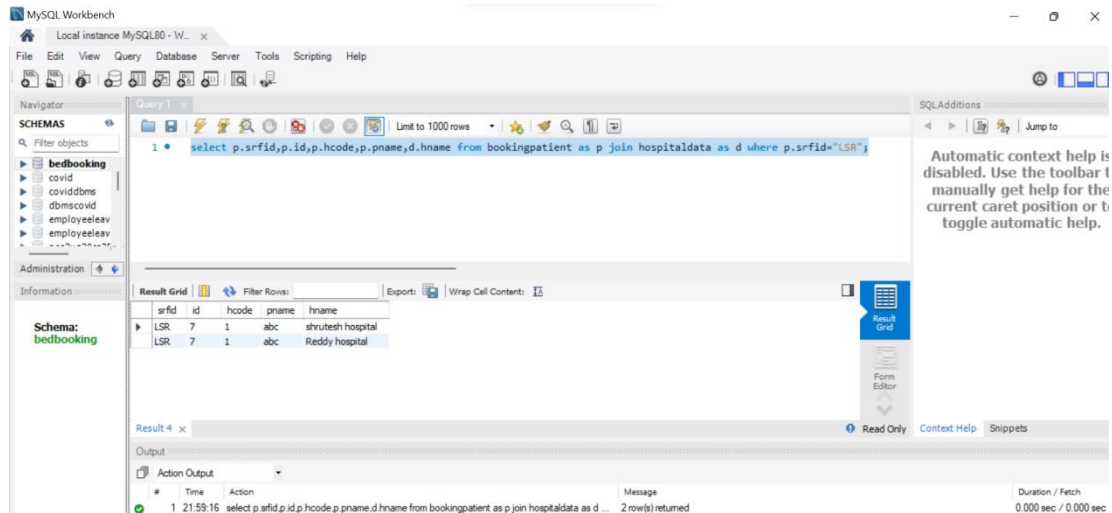 MySQL Workbench
Local instance MySQL80 - W... x
File Edit View Query Database Server Tools Scripting Help
Navigator
Query 1 x
SQLAdditions
SCHEMAS
Limit to 1000 rows
Jump to
Filter objects
1 select p.srfid,p.id,p.hcode,p.pname,d.hname from bookingpatient as p join hospitaldata as d where p.srfid="LSR";
bedbooking
covid
coviddbms
dbmscovid
employeeleav
employeeleav
Automatic context help is
disabled. Use the toolbar t
manually get help for the
current caret position or to
toggle automatic help.
Administration
Information
Result Grid Filter Rows: Export: Wrap Cell Content:
srfid id hcode pname hname
LSR 7 1 abc shrutesh hospital
LSR 7 1 abc Reddy hospital
Schema:
bedbooking
Result
Grid
Form
Editor
Result 4 x
Read Only
Context Help Snippets
Output
Action Output
# Time Action Message Duration / Fetch
1 21:59:16 select p.srfid,p.id,p.hcode,p.pname,d.hname from bookingpatient as p join hospitaldata as d ... 2 row(s) returned 0.000 sec / 0.000 sec